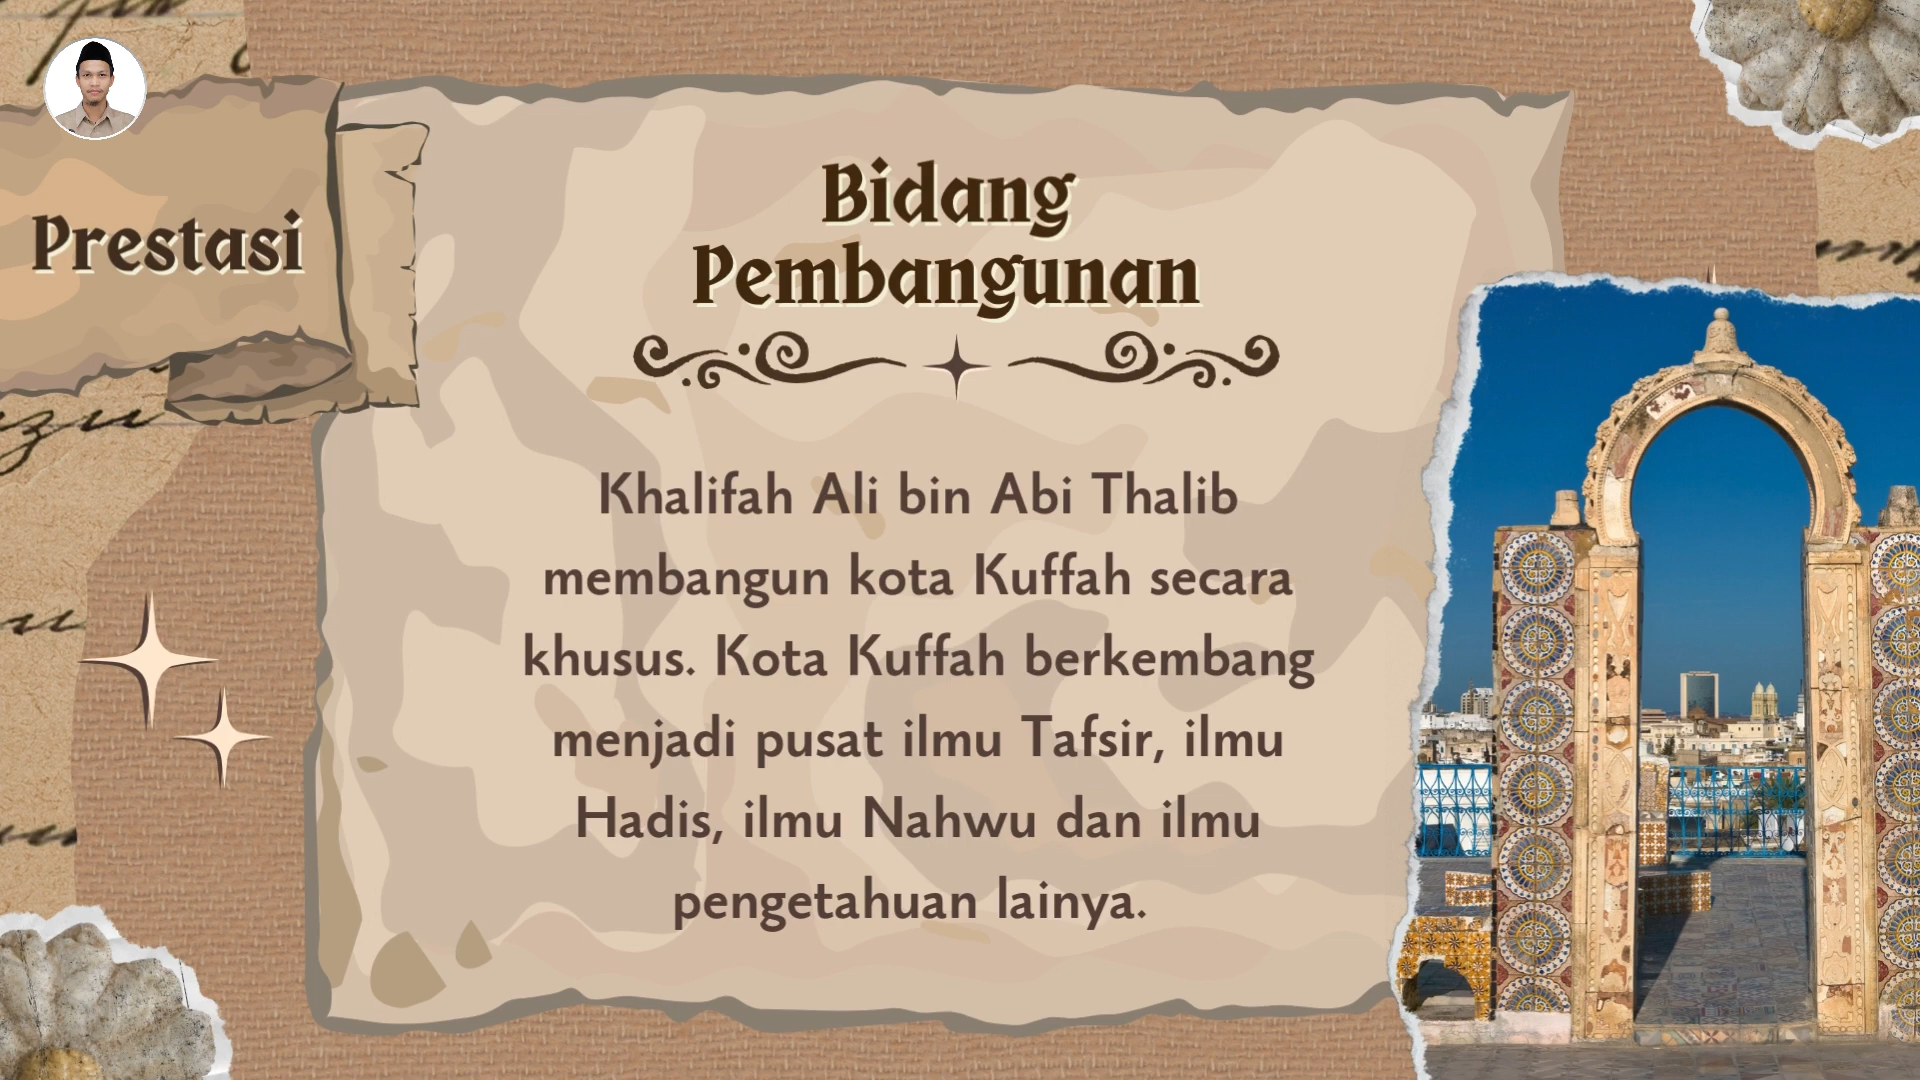 Prestasi
Bidang
Pembangunan
Khalifah Ali bin Abi Thalib
membangun kota Kuffah secara
khusus. Kota Kuffah berkembang
menjadi pusat ilmu Tafsir, ilmu
Hadis, ilmu Nahwu dan ilmu
pengetahuan lainya.